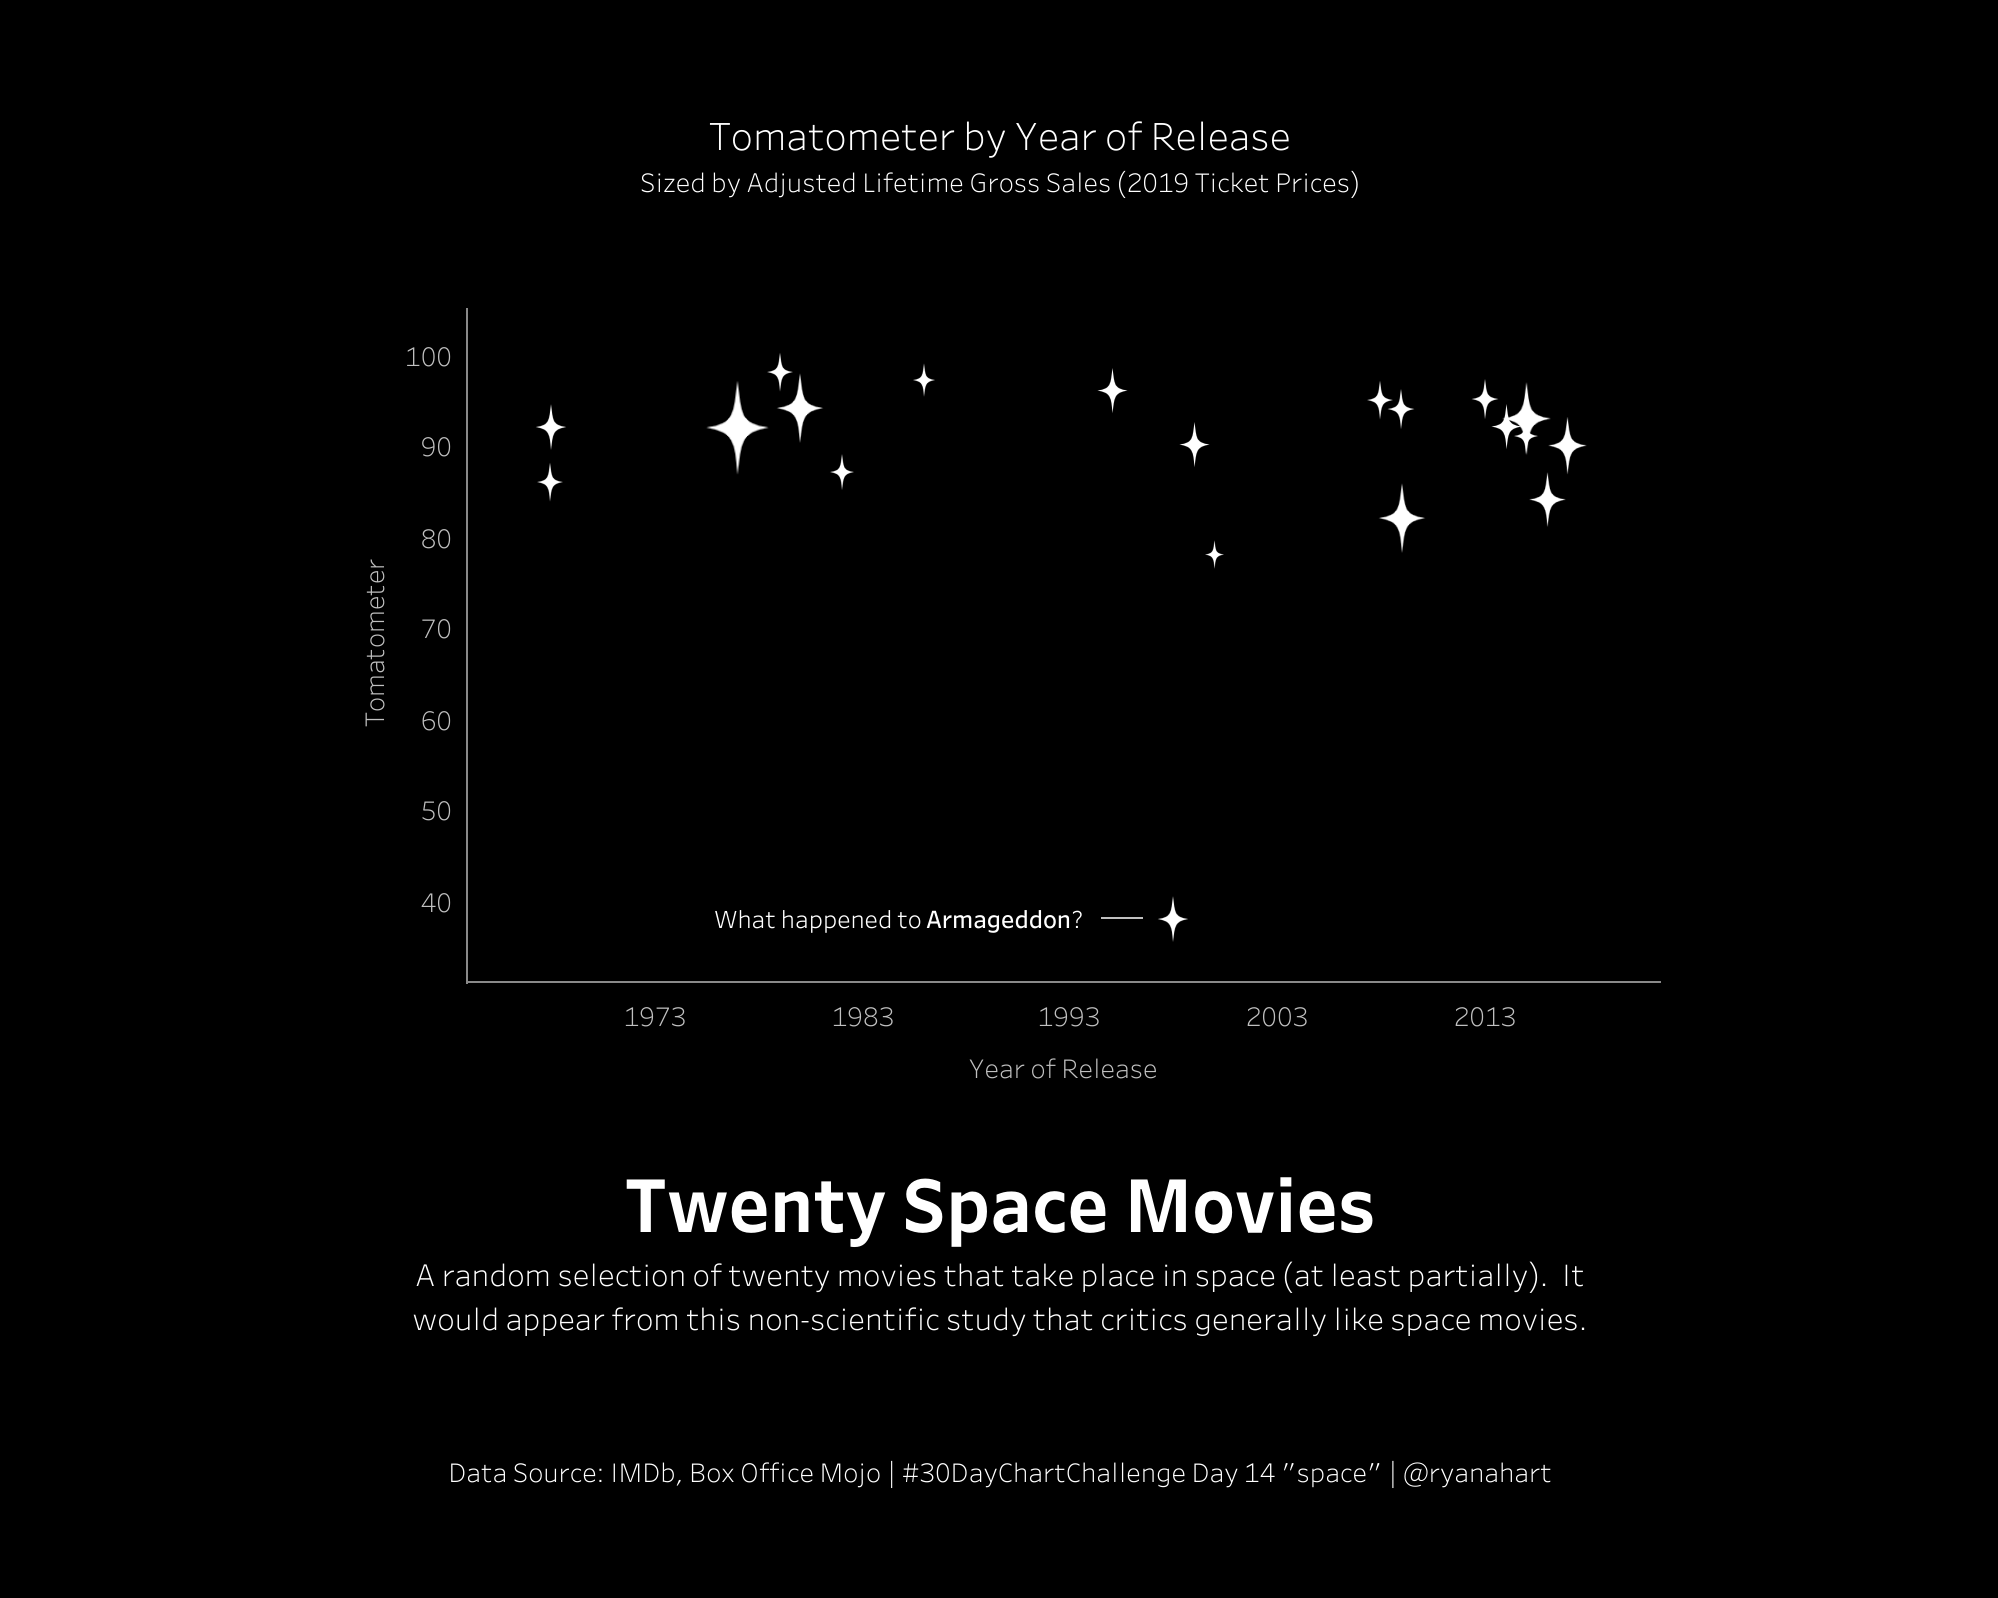 Tomatometer by Year of Release
Sized by Adjusted Lifetime Gross Sales (2019 Ticket Prices)
100
90
80
70
60
50
40
Tomatometer
What happened to Armageddon?
1973 1983 1993 2003 2013
Year of Release
Twenty Space Movies
A random selection of twenty movies that take place in space (at least partially).  It
would appear from this non-scientific study that critics generally like space movies.
Data Source: IMDb, Box Office Mojo | #30DayChartChallenge Day 14 "space" | @ryanahart